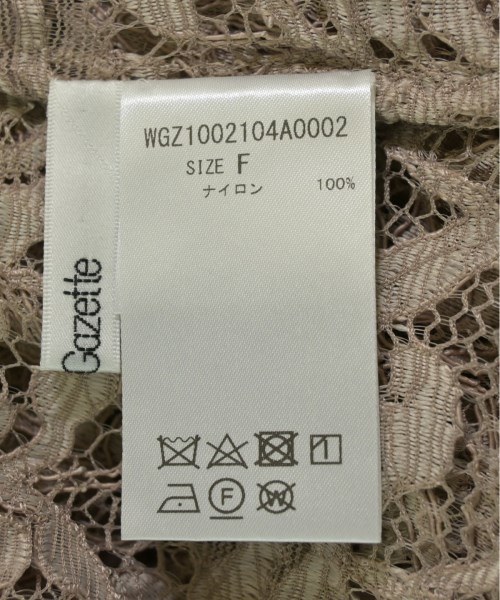 WGZ1002104A0002
SIZE F
ナイロン 100%
Gazette
F
W